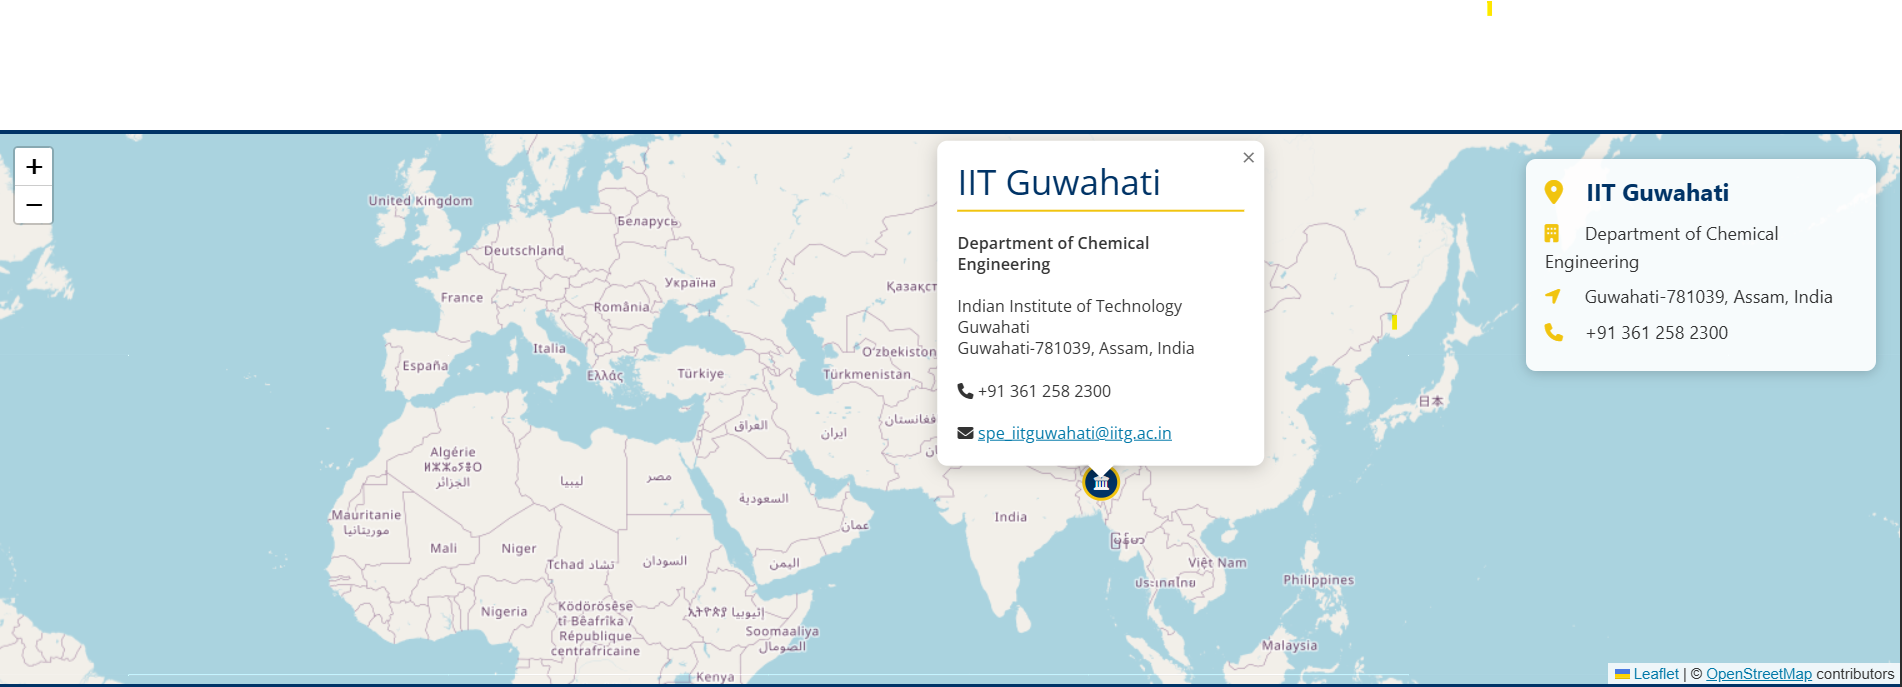 +
−
United Kingdom
Беларусь
Deutschland
Україна
France
România
Italia
España
Ελλάς
Türkiye
Қазақст
O'zbekiston
Türkmenistan
افغانستان
ایران
العراق
Algérie
ⵍⵣⵣⴰⵢⴻⵔ
الجزائر
ليبيا
مصر
السعودية
عمان
Mauritanie
موريتانيا
Mali
Niger
Tchad تشاد
السودان
اليمن
Nigeria
Ködörösêse
tî Bêafrîka /
République
centrafricaine
ኢትዮጵያ إثيوبيا
Soomaaliya
الصومال
Kenya
India
ประเทศไทย
Việt Nam
Philippines
Malaysia
日本
×
IIT Guwahati
Department of Chemical
Engineering
Indian Institute of Technology
Guwahati
Guwahati-781039, Assam, India
+91 361 258 2300
spe_iitguwahati@iitg.ac.in
IIT Guwahati
Department of Chemical
Engineering
Guwahati-781039, Assam, India
+91 361 258 2300
Leaflet | © OpenStreetMap contributors